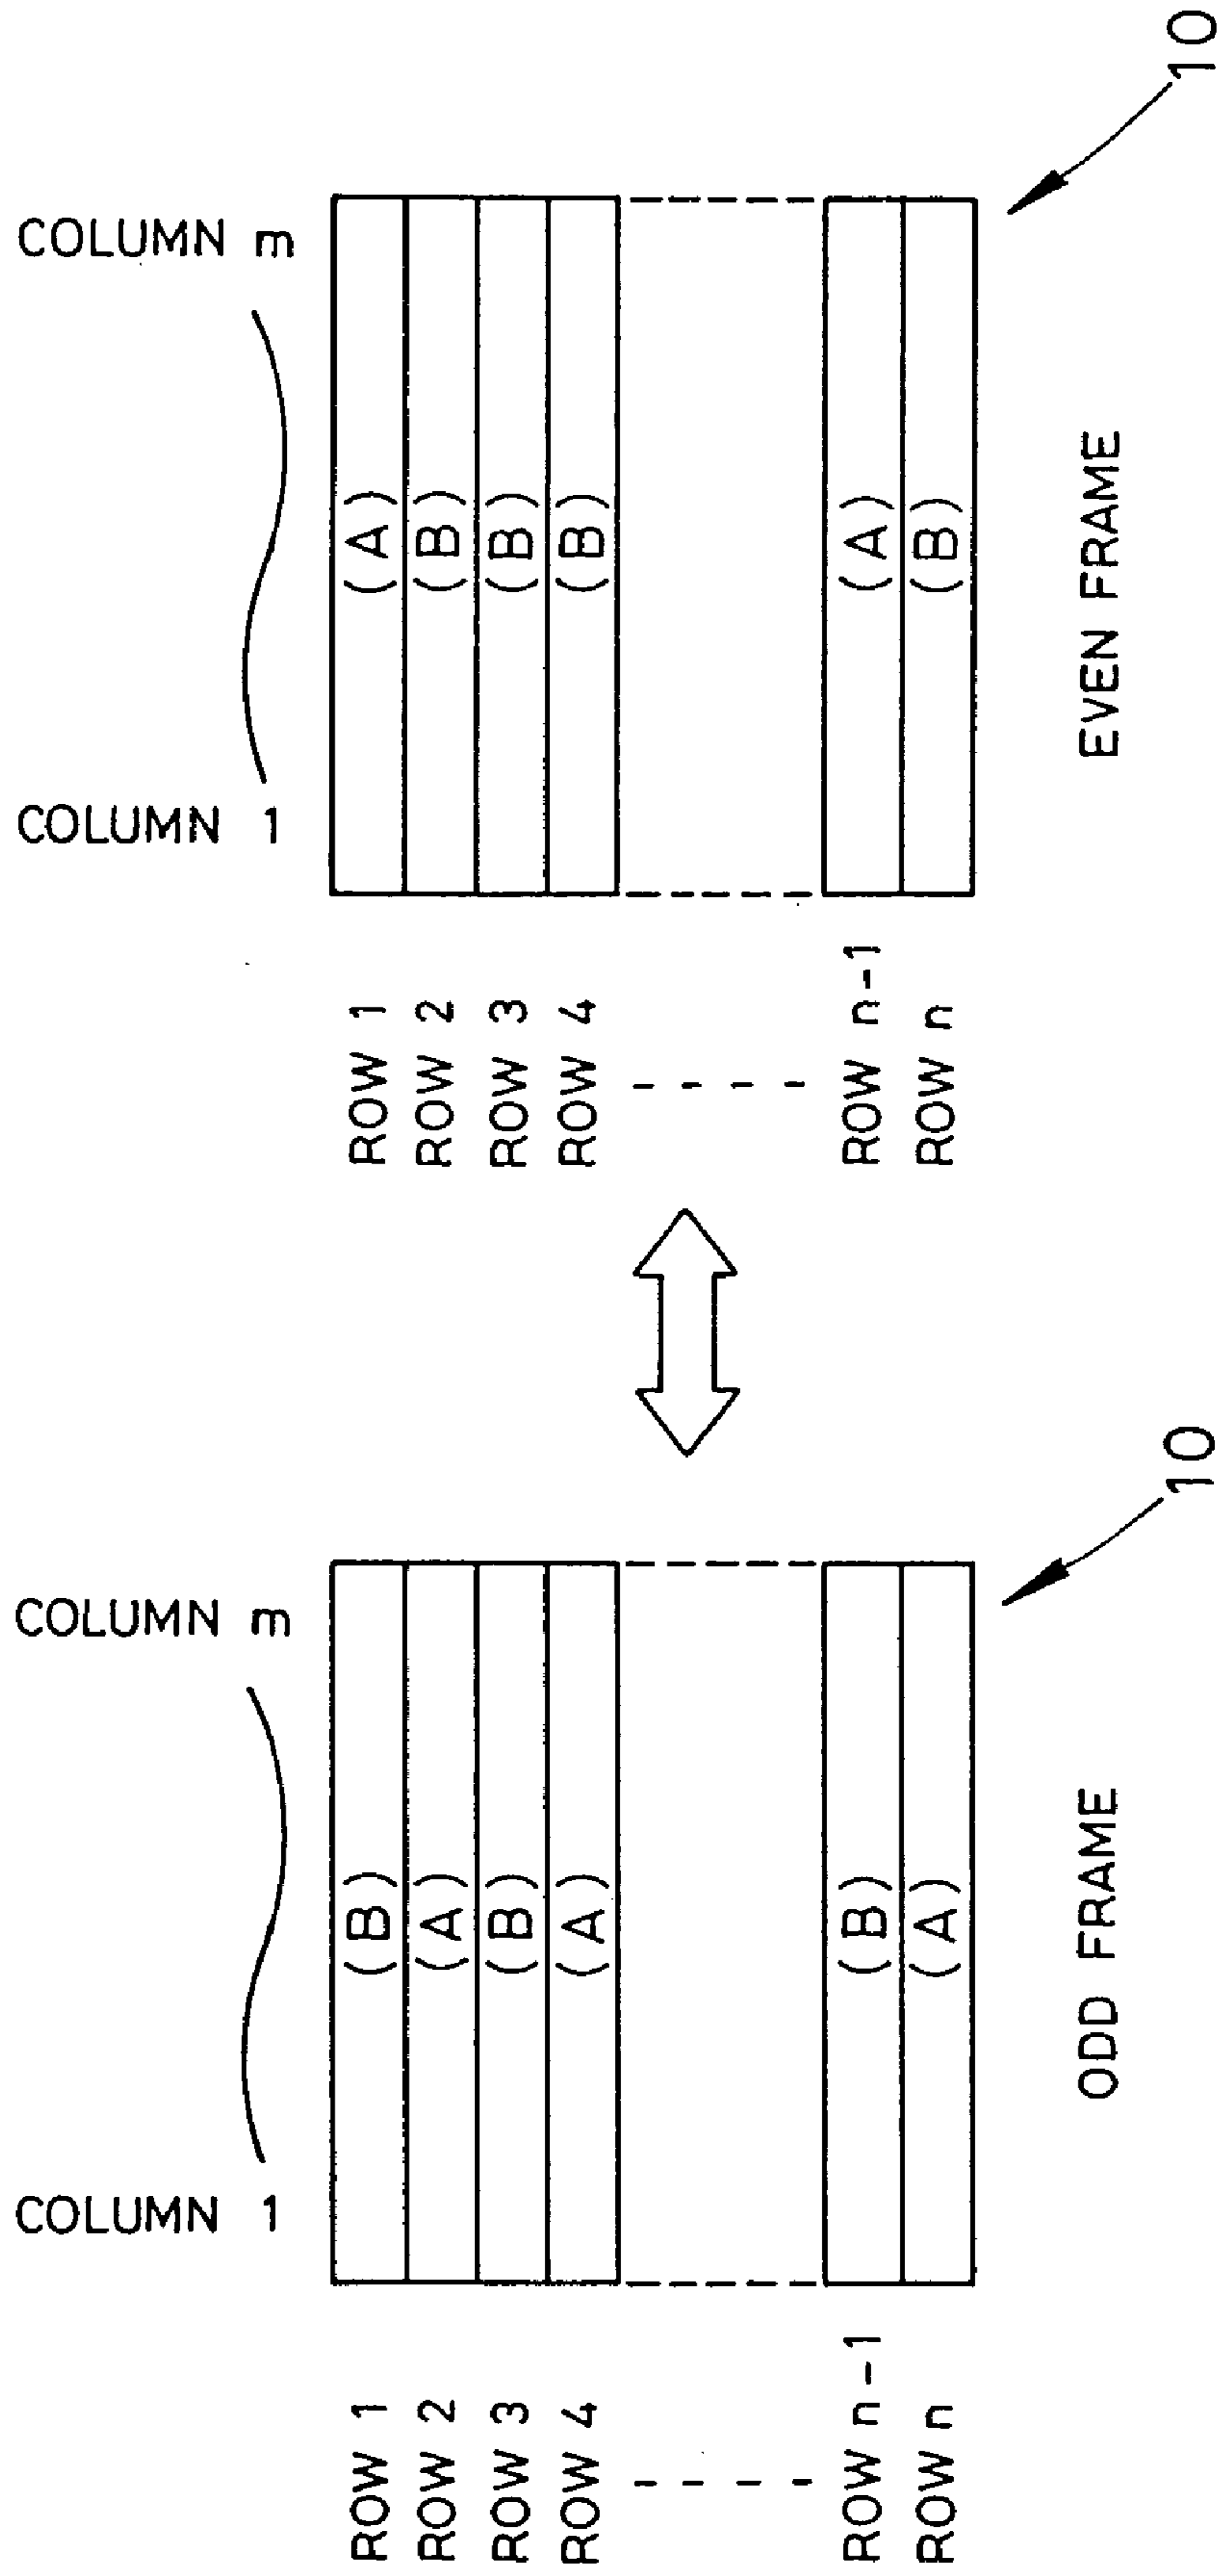 COLUMN 1 COLUMN m
ROW 1 (B)
ROW 2 (A)
ROW 3 (B)
ROW 4 (A)
ROW n-1 (B)
ROW n (A)
ODD FRAME
10
COLUMN 1 COLUMN m
ROW 1 (A)
ROW 2 (B)
ROW 3 (B)
ROW 4 (B)
ROW n-1 (A)
ROW n (B)
EVEN FRAME
10